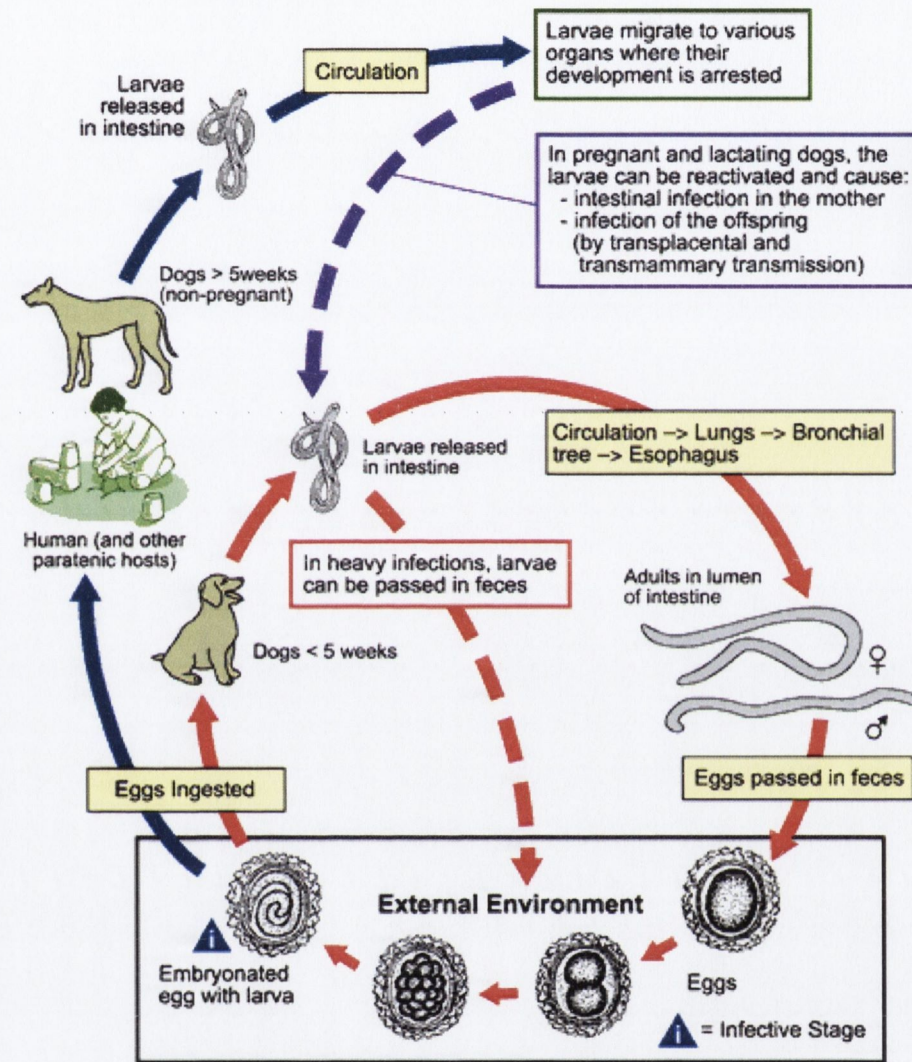 Larvae migrate to various
organs where their
development is arrested
Circulation
Larvae
released
in intestine
In pregnant and lactating dogs, the
larvae can be reactivated and cause:
- intestinal infection in the mother
- infection of the offspring
(by transplacental and
transmammary transmission)
Dogs > 5weeks
(non-pregnant)
Larvae released
in intestine
Circulation –> Lungs –> Bronchial
tree –> Esophagus
Human (and other
paratenic hosts)
In heavy infections, larvae
can be passed in feces
Adults in lumen
of intestine
♀
♂
Dogs < 5 weeks
Eggs Ingested
Eggs passed in feces
External Environment
i
Embryonated
egg with larva
Eggs
i = Infective Stage